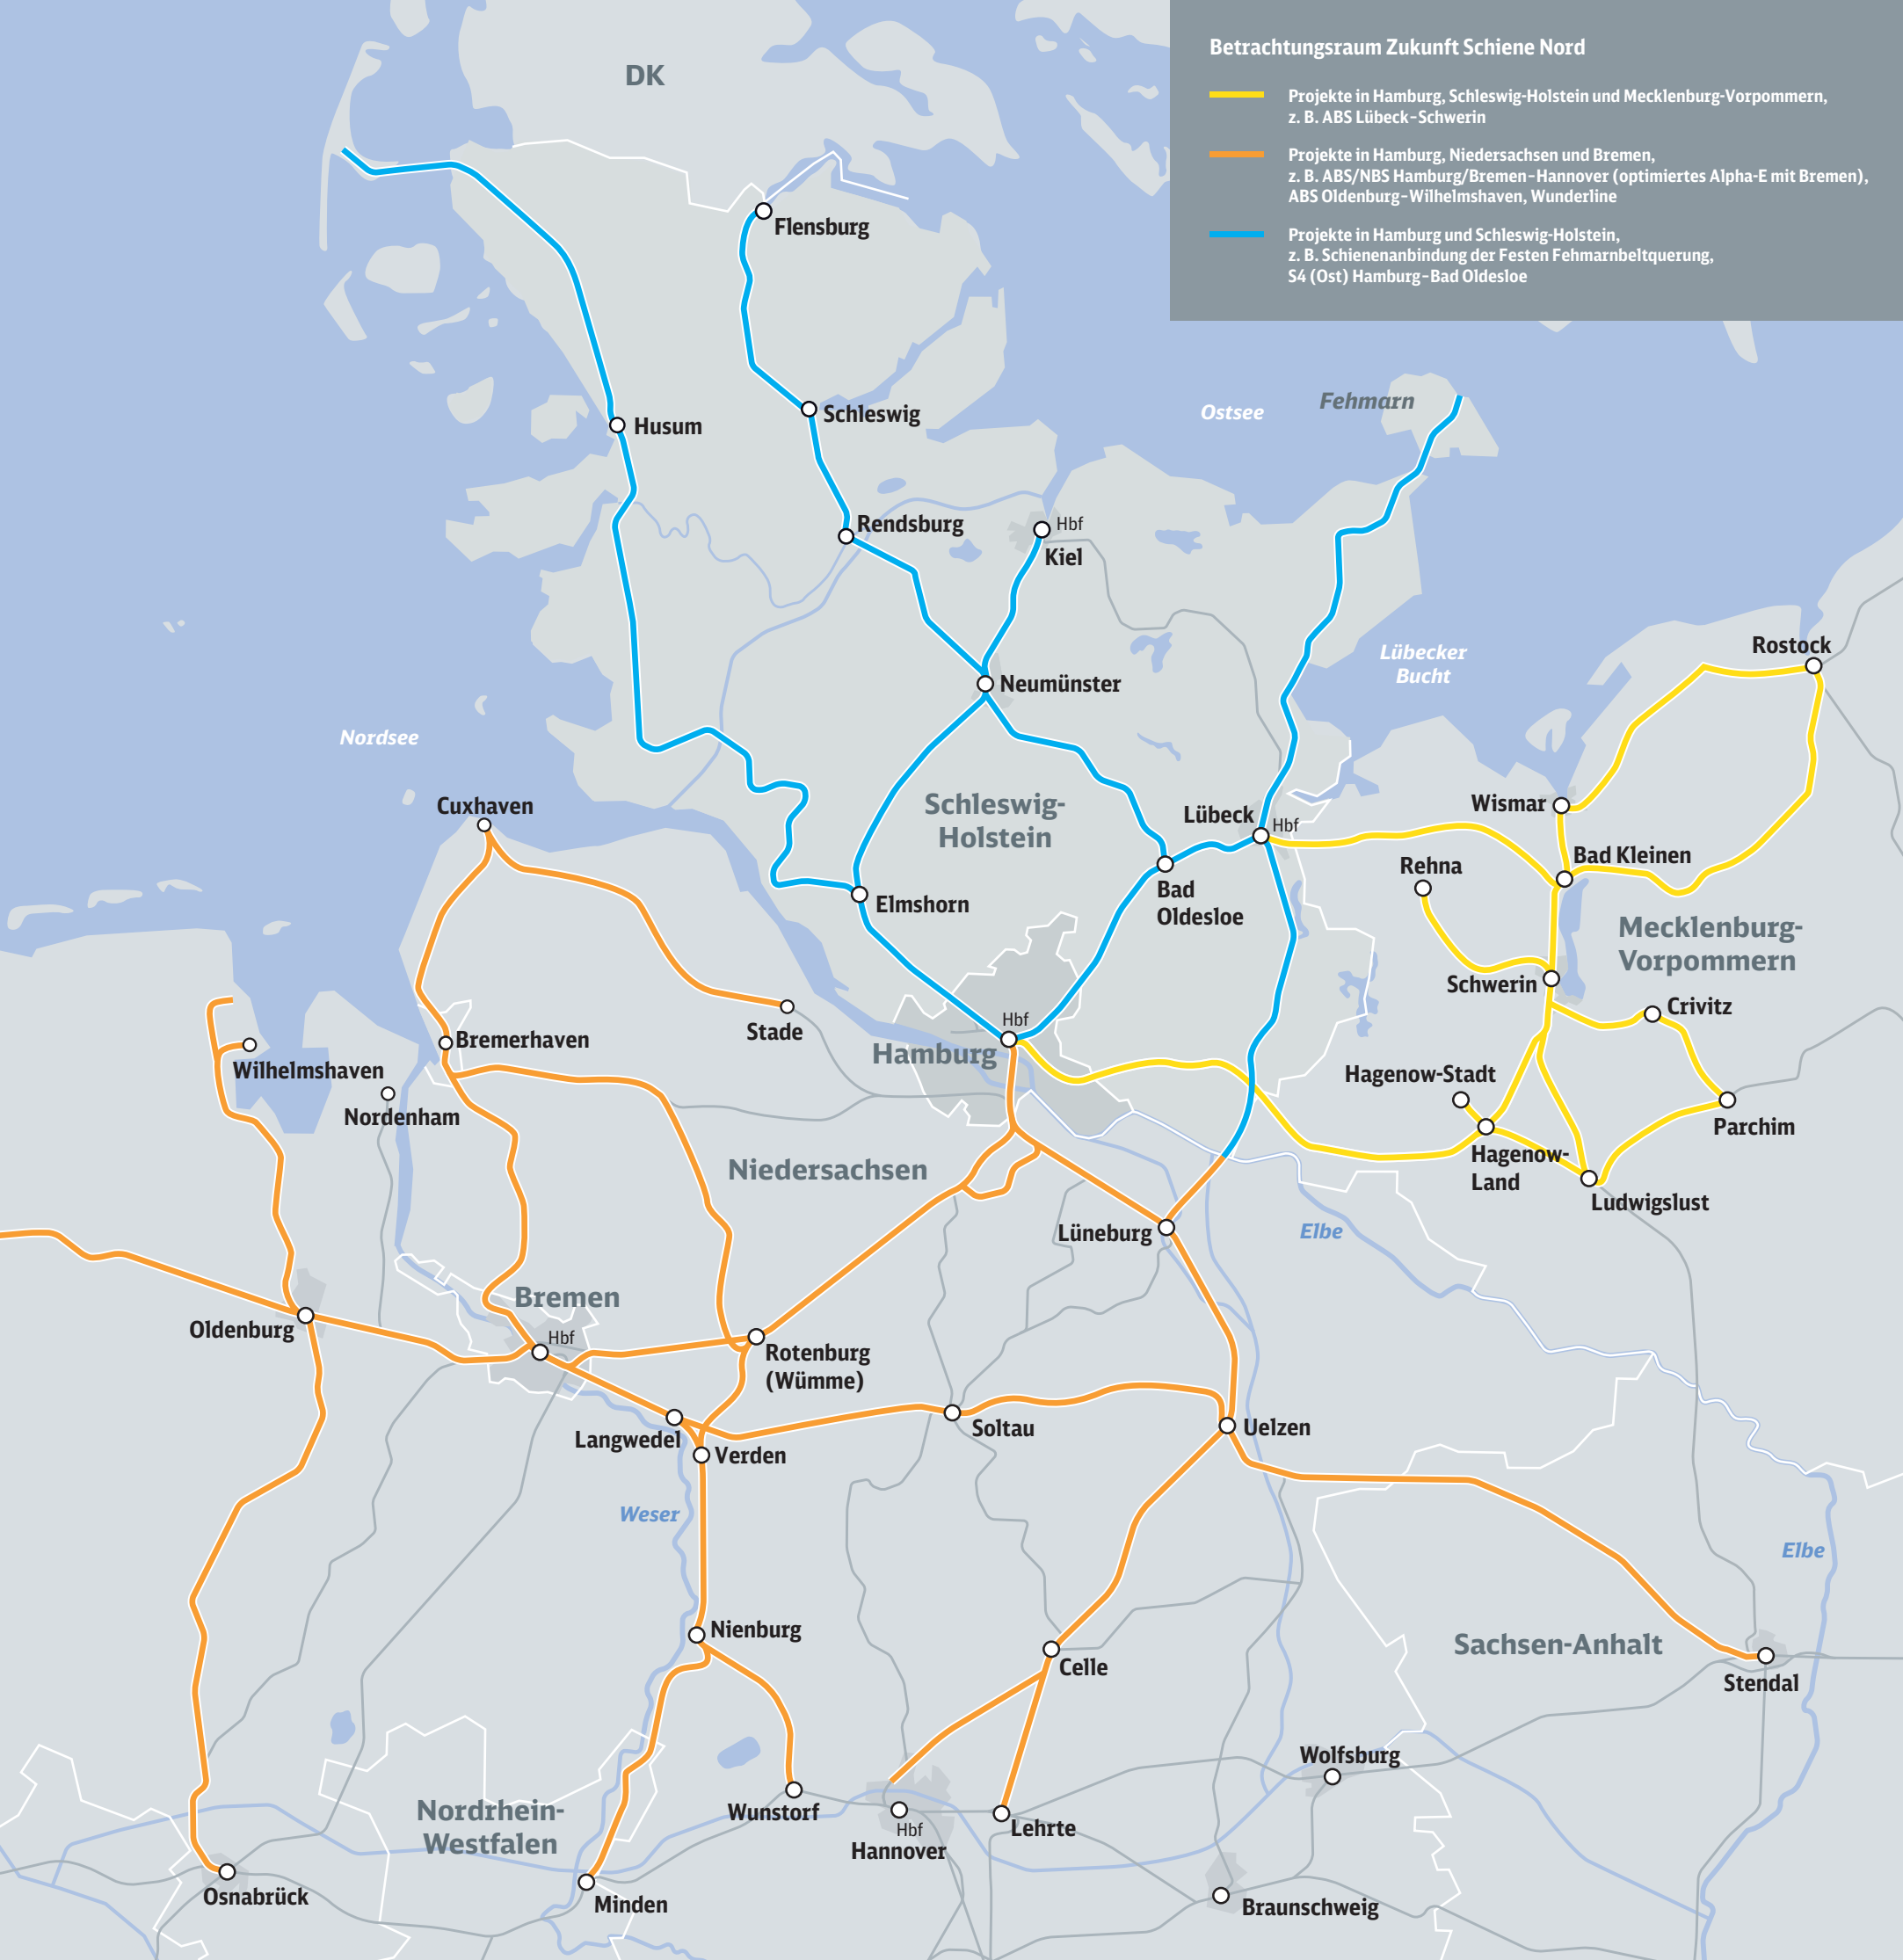 Betrachtungsraum Zukunft Schiene Nord
Projekte in Hamburg, Schleswig-Holstein und Mecklenburg-Vorpommern,
z. B. ABS Lübeck–Schwerin
Projekte in Hamburg, Niedersachsen und Bremen,
z. B. ABS/NBS Hamburg/Bremen–Hannover (optimiertes Alpha-E mit Bremen),
ABS Oldenburg–Wilhelmshaven, Wunderline
Projekte in Hamburg und Schleswig-Holstein,
z. B. Schienenanbindung der Festen Fehmarnbeltquerung,
S4 (Ost) Hamburg–Bad Oldesloe
DK
Flensburg
Fehmarn
Ostsee
Schleswig
Husum
Rendsburg
Hbf
Kiel
Rostock
Lübecker
Bucht
Neumünster
Nordsee
Wismar
Cuxhaven
Schleswig-
Holstein
Lübeck
Hbf
Bad Kleinen
Rehna
Bad
Oldesloe
Elmshorn
Mecklenburg-
Vorpommern
Schwerin
Crivitz
Hbf
Stade
Bremerhaven
Hamburg
Wilhelmshaven
Hagenow-Stadt
Nordenham
Parchim
Hagenow-
Land
Niedersachsen
Ludwigslust
Lüneburg
Elbe
Bremen
Oldenburg
Hbf
Rotenburg
(Wümme)
Soltau
Uelzen
Langwedel
Verden
Weser
Elbe
Nienburg
Sachsen-Anhalt
Celle
Stendal
Wolfsburg
Nordrhein-
Westfalen
Wunstorf
Hbf
Hannover
Lehrte
Osnabrück
Minden
Braunschweig